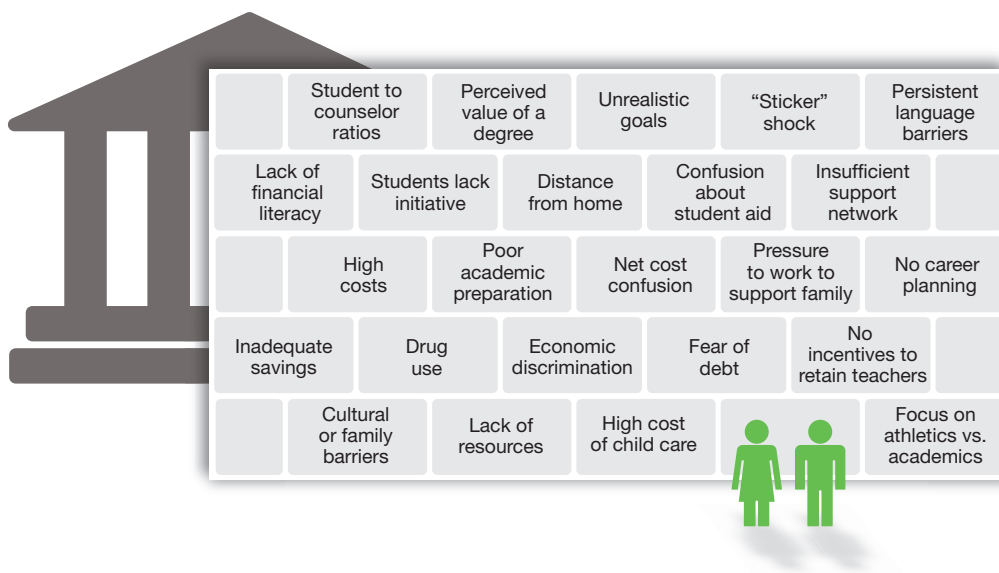 Student to
counselor
ratios
Perceived
value of a
degree
Unrealistic
goals
“Sticker”
shock
Persistent
language
barriers
Lack of
financial
literacy
Students lack
initiative
Distance
from home
Confusion
about
student aid
Insufficient
support
network
High
costs
Poor
academic
preparation
Net cost
confusion
Pressure
to work to
support family
No career
planning
Inadequate
savings
Drug
use
Economic
discrimination
Fear of
debt
No
incentives to
retain teachers
Cultural
or family
barriers
Lack of
resources
High cost
of child care
Focus on
athletics vs.
academics